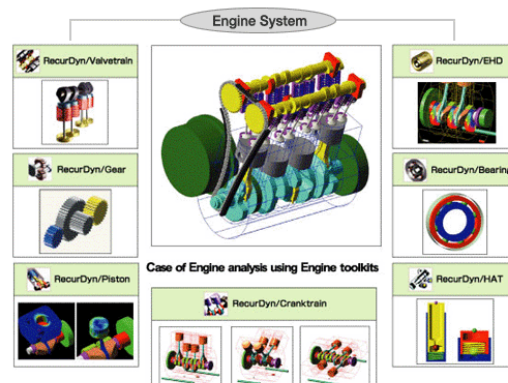 Engine System
RecurDyn/Valvetrain
RecurDyn/EHD
RecurDyn/Gear
RecurDyn/Bearing
RecurDyn/Piston
Case of Engine analysis using Engine toolkits
RecurDyn/HAT
RecurDyn/Cranktrain